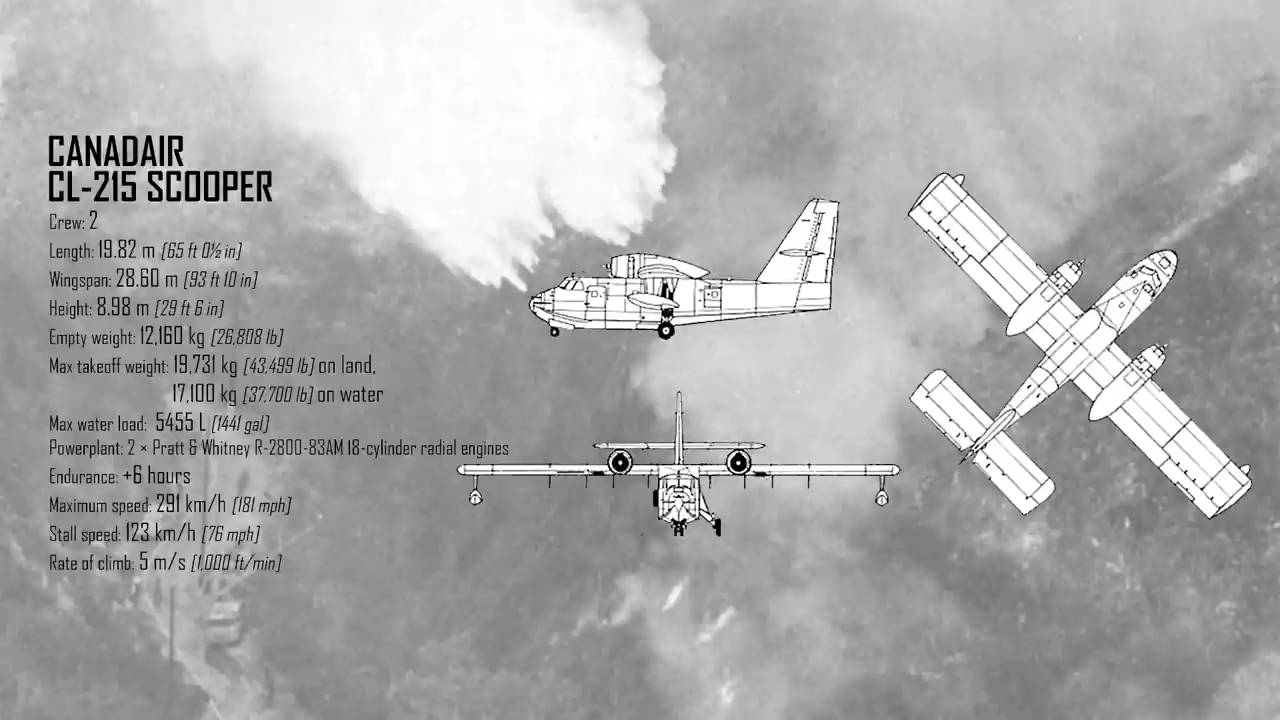 CANADAIR
CL-215 SCOOPER
Crew: 2
Length: 19.82 m [65 ft 0½ in]
Wingspan: 28.60 m [93 ft 10 in]
Height: 8.98 m [29 ft 6 in]
Empty weight: 12,160 kg [26,808 lb]
Max takeoff weight: 19,731 kg [43,499 lb] on land,
17,100 kg [37,700 lb] on water
Max water load: 5455 L [1441 gal]
Powerplant: 2 × Pratt & Whitney R-2800-83AM 18-cylinder radial engines
Endurance: +6 hours
Maximum speed: 291 km/h [181 mph]
Stall speed: 123 km/h [76 mph]
Rate of climb: 5 m/s [1,000 ft/min]